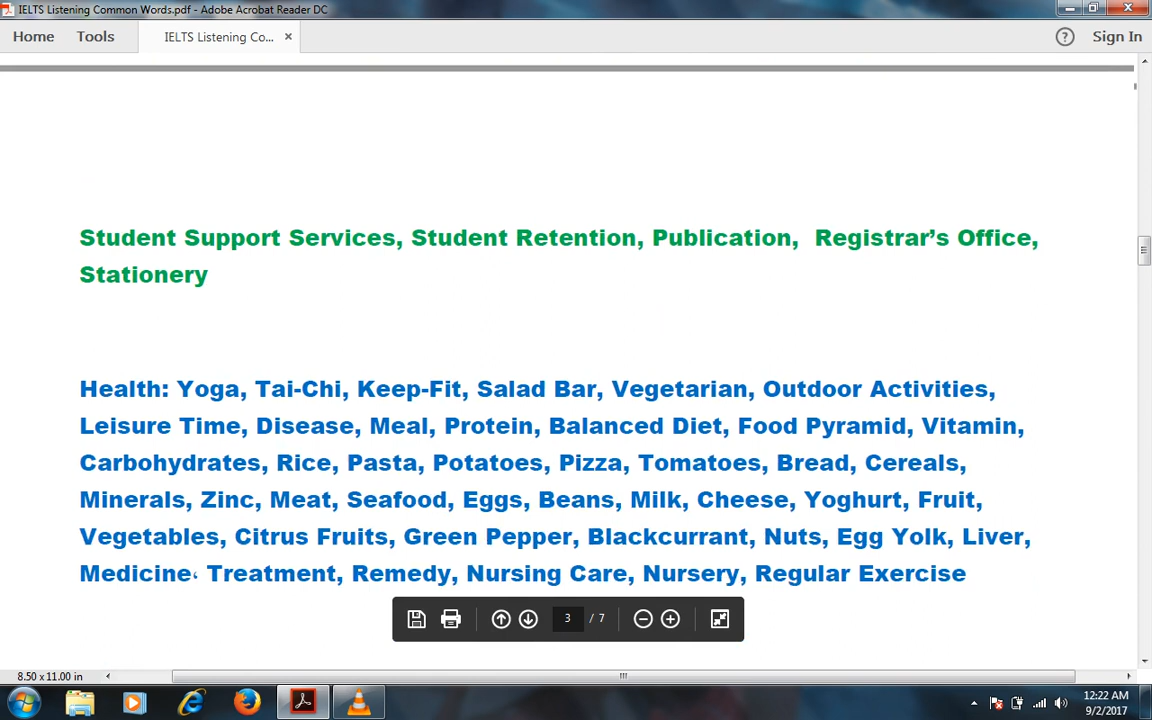 IELTS Listening Common Words.pdf - Adobe Acrobat Reader DC
Home Tools IELTS Listening Co... × ? Sign In
Student Support Services, Student Retention, Publication,  Registrar’s Office,
Stationery
Health: Yoga, Tai-Chi, Keep-Fit, Salad Bar, Vegetarian, Outdoor Activities,
Leisure Time, Disease, Meal, Protein, Balanced Diet, Food Pyramid, Vitamin,
Carbohydrates, Rice, Pasta, Potatoes, Pizza, Tomatoes, Bread, Cereals,
Minerals, Zinc, Meat, Seafood, Eggs, Beans, Milk, Cheese, Yoghurt, Fruit,
Vegetables, Citrus Fruits, Green Pepper, Blackcurrant, Nuts, Egg Yolk, Liver,
Medicine, Treatment, Remedy, Nursing Care, Nursery, Regular Exercise
3 / 7
8.50 x 11.00 in
12:22 AM
9/2/2017